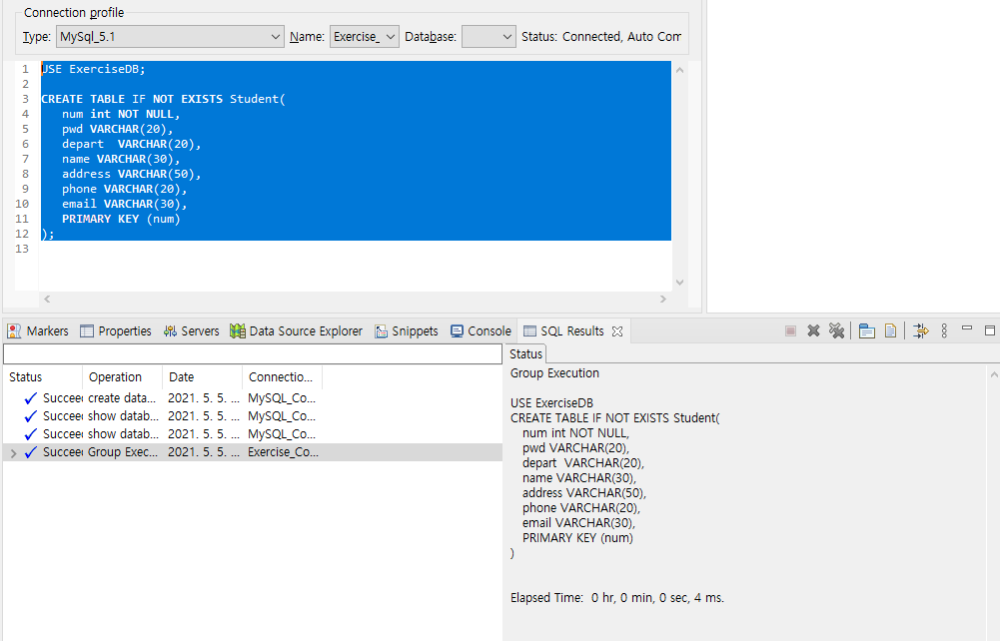 Connection profile
Type: MySql_5.1 Name: Exercise_ Database: Status: Connected, Auto Com
1 USE ExerciseDB;
2
3 CREATE TABLE IF NOT EXISTS Student(
4 num int NOT NULL,
5 pwd VARCHAR(20),
6 depart  VARCHAR(20),
7 name VARCHAR(30),
8 address VARCHAR(50),
9 phone VARCHAR(20),
10 email VARCHAR(30),
11 PRIMARY KEY (num)
12 );
13
Markers Properties Servers Data Source Explorer Snippets Console SQL Results
Status Operation Date Connectio...
Succee create data... 2021. 5. 5. ... MySQL_Co...
Succee show datab... 2021. 5. 5. ... MySQL_Co...
Succee show datab... 2021. 5. 5. ... MySQL_Co...
Succee Group Exec... 2021. 5. 5. ... Exercise_Co...
Status
Group Execution
USE ExerciseDB
CREATE TABLE IF NOT EXISTS Student(
num int NOT NULL,
pwd VARCHAR(20),
depart  VARCHAR(20),
name VARCHAR(30),
address VARCHAR(50),
phone VARCHAR(20),
email VARCHAR(30),
PRIMARY KEY (num)
)
Elapsed Time:  0 hr, 0 min, 0 sec, 4 ms.